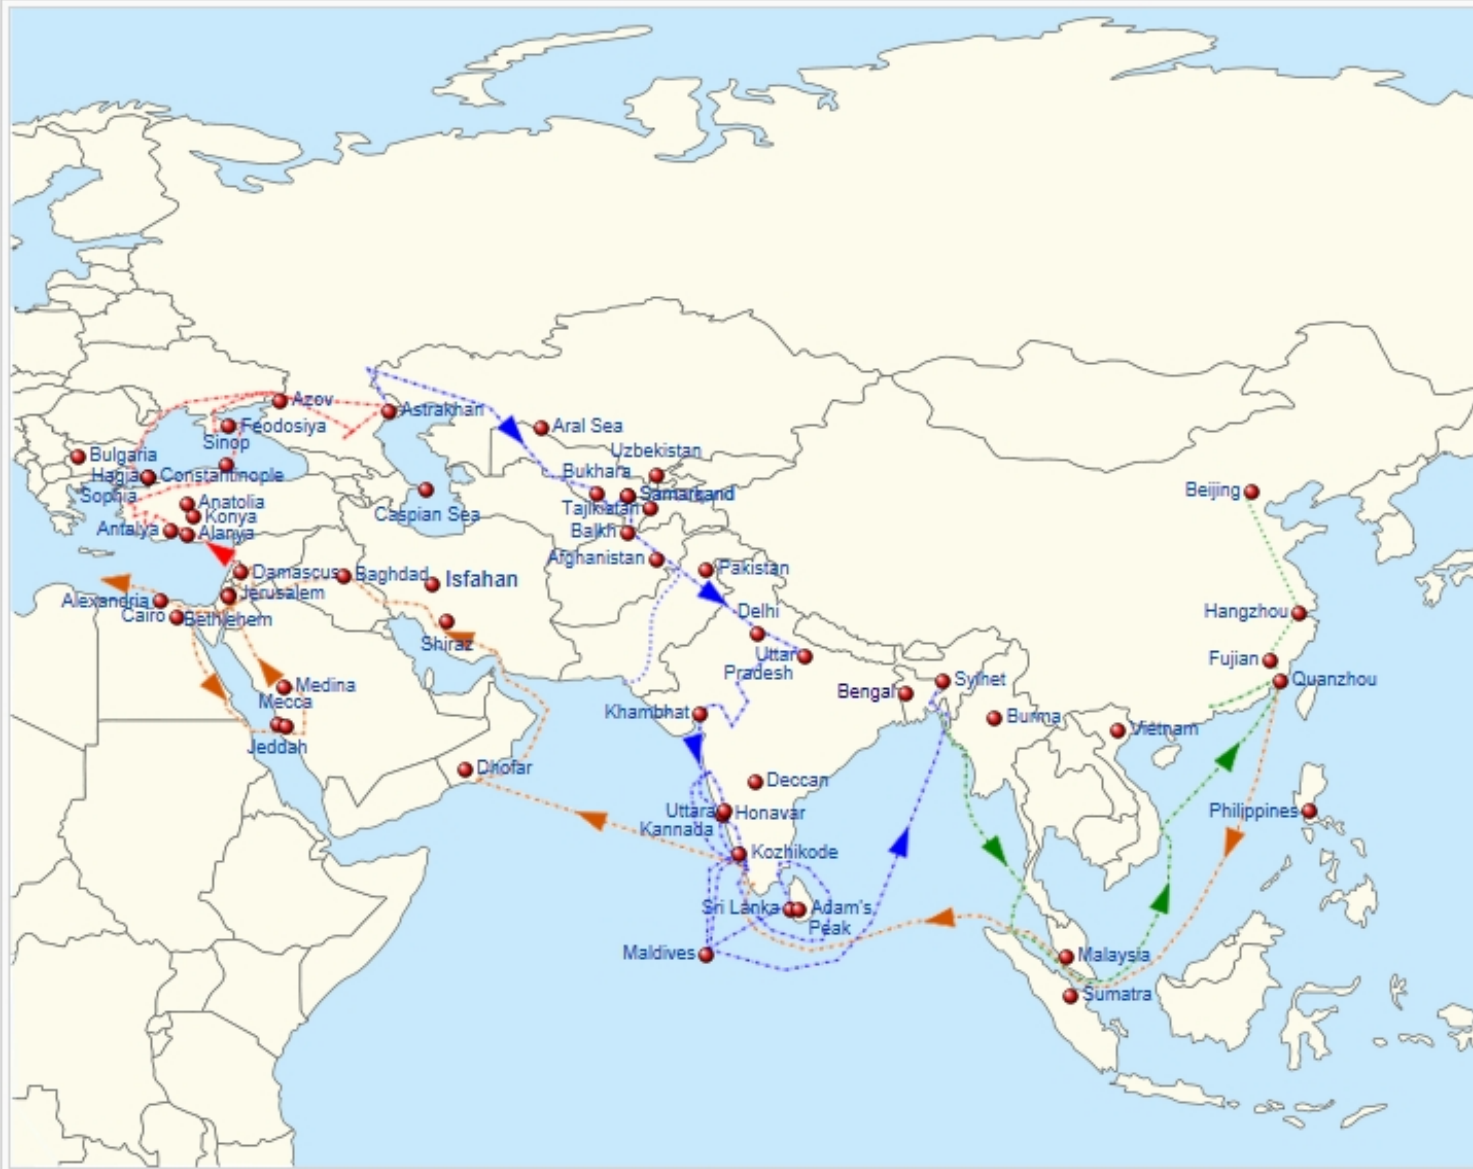 Azov
Astrakhan
Feodosiya
Aral Sea
Sinop
Uzbekistan
Bulgaria
Bukhara
Hagia
Constantinople
Sophia
Samarkand
Beijing
Anatolia
Caspian Sea
Tajikistan
Konya
Antalya
Alanya
Balkh
Afghanistan
Pakistan
Damascus
Baghdad
Isfahan
Jerusalem
Alexandria
Delhi
Hangzhou
Cairo
Bethlehem
Shiraz
Uttar
Pradesh
Fujian
Sylhet
Quanzhou
Medina
Bengal
Mecca
Khambhat
Burma
Vietnam
Jeddah
Dhofar
Deccan
Uttara
Kannada
Honavar
Philippines
Kozhikode
Sri Lanka
Adam's
Peak
Maldives
Malaysia
Sumatra